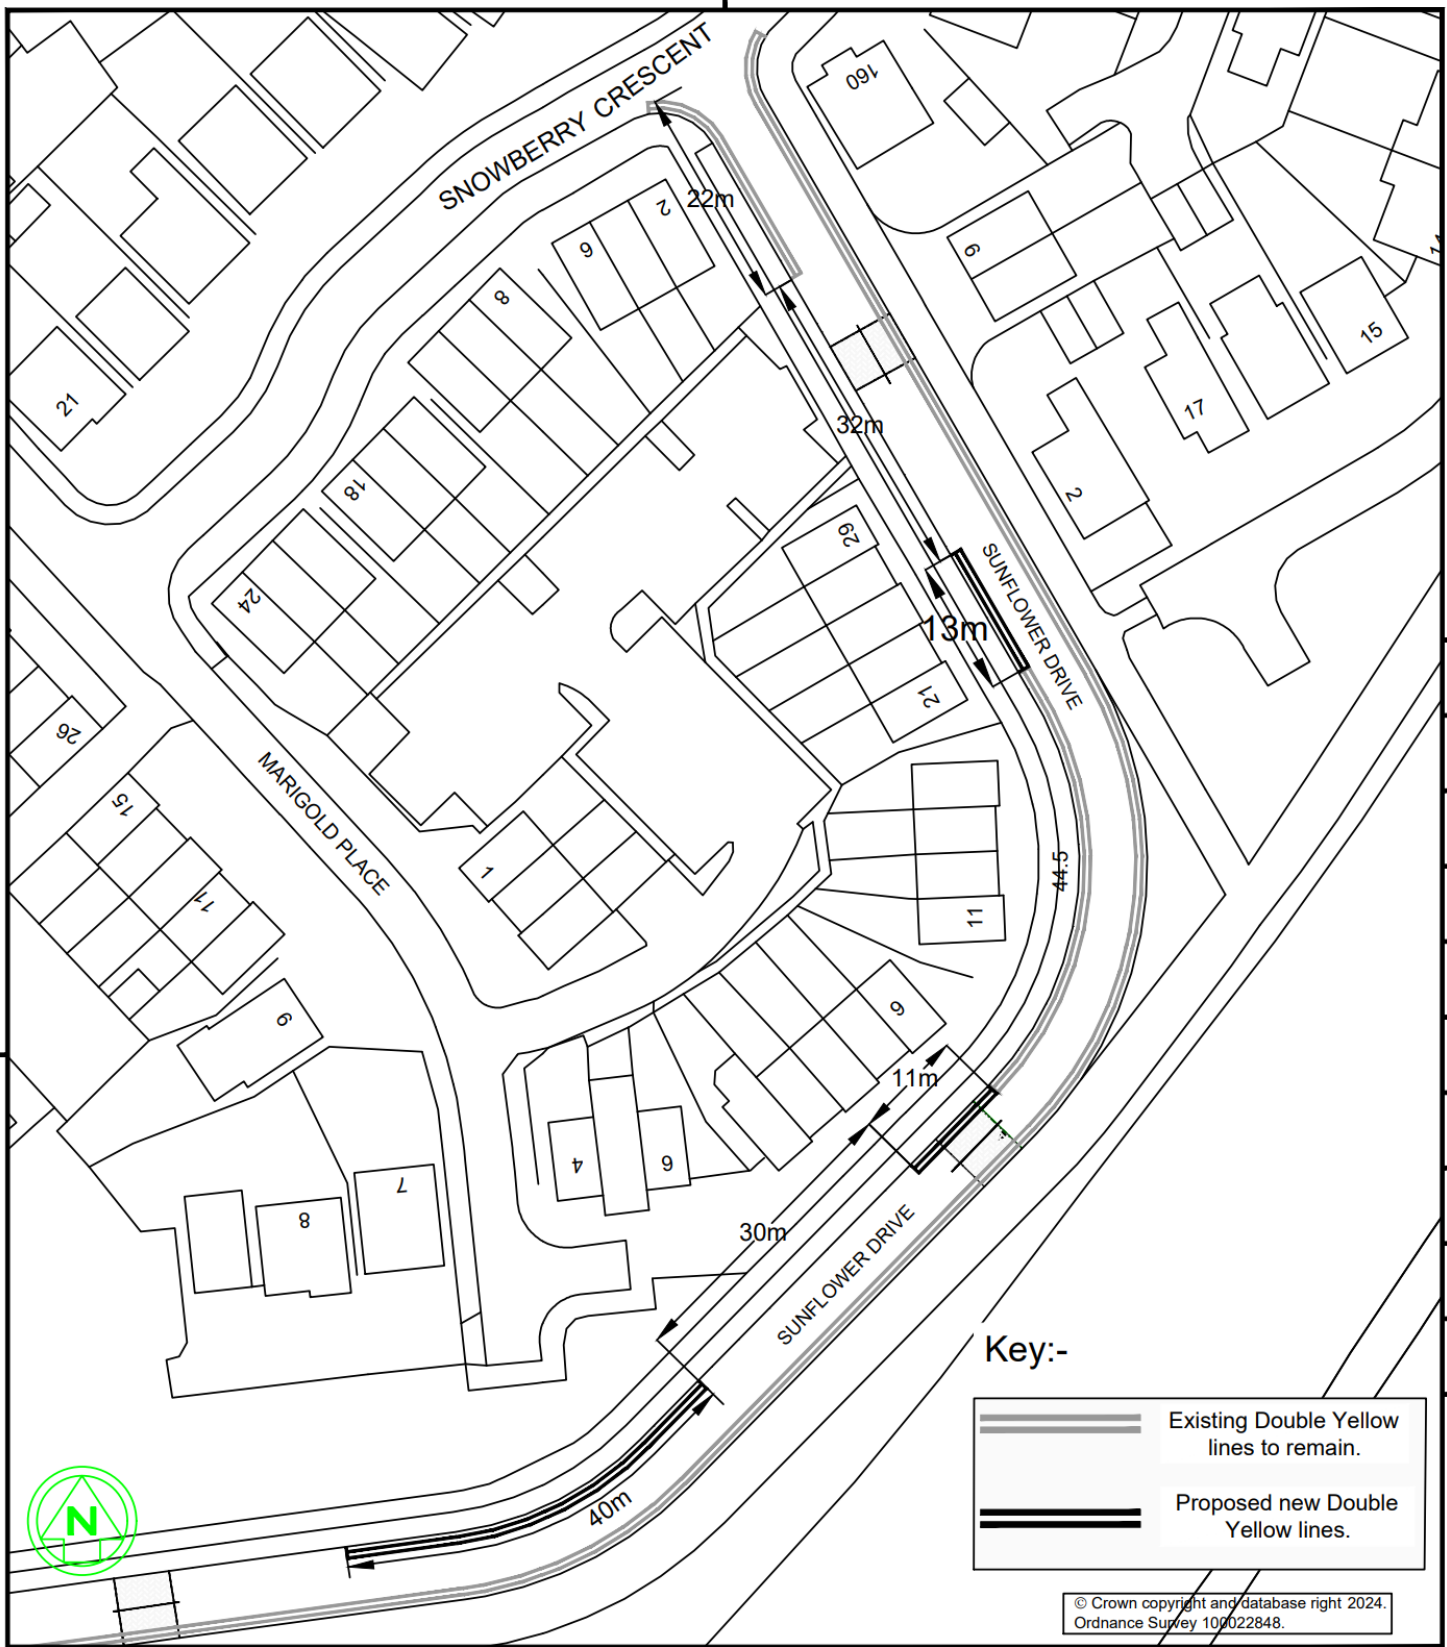 SNOWBERRY CRESCENT
160
22m
2
6
9
8
15
21
17
32m
18
2
29
SUNFLOWER DRIVE
24
13m
21
26
MARIGOLD PLACE
15
44.5
1
11
11
9
9
11m
4
6
7
8
30m
SUNFLOWER DRIVE
Key:-
Existing Double Yellow
lines to remain.
Proposed new Double
Yellow lines.
40m
N
© Crown copyright and database right 2024.
Ordnance Survey 100022848.